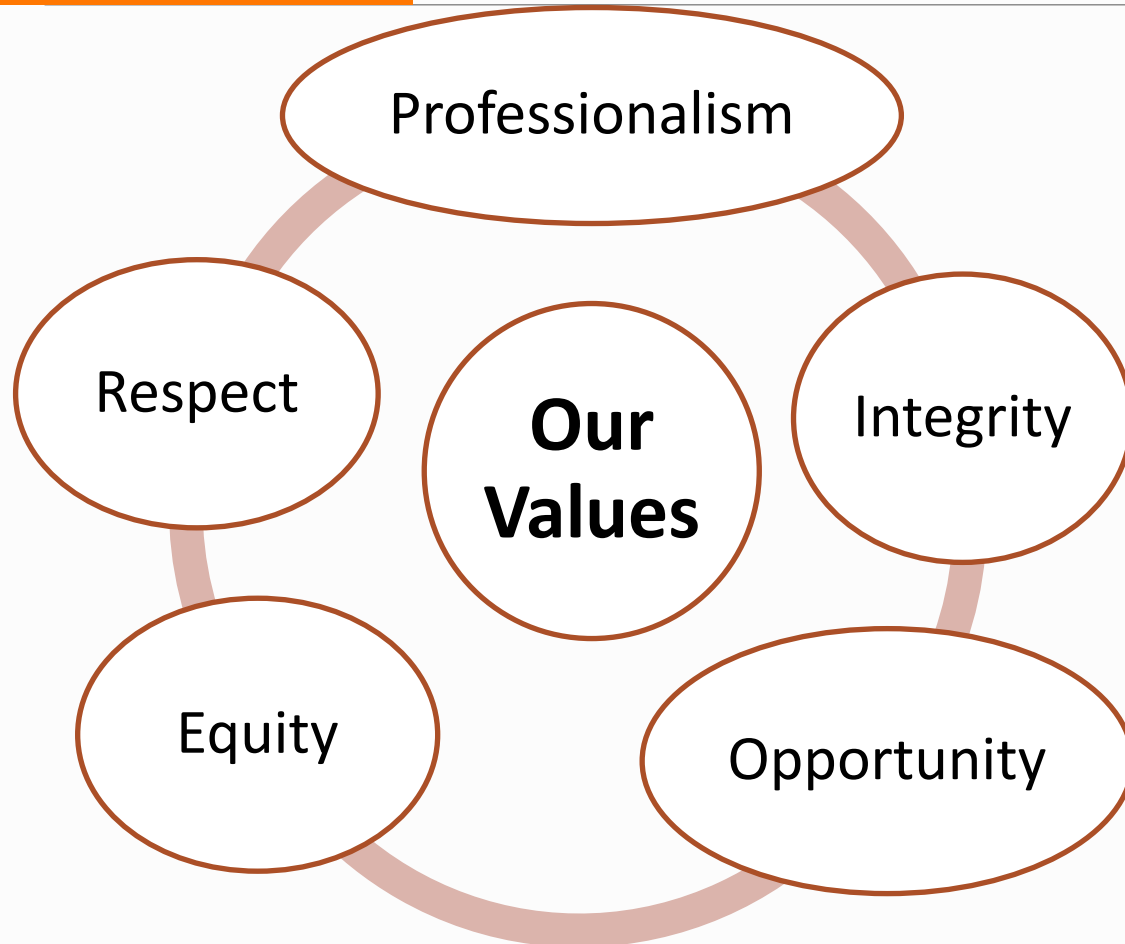 Professionalism
Respect
Our
Values
Integrity
Equity
Opportunity